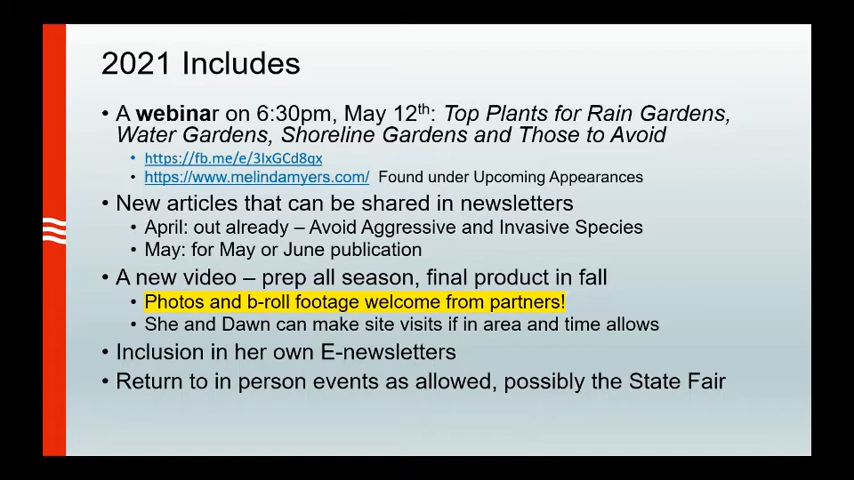 2021 Includes
• A webinar on 6:30pm, May 12th: Top Plants for Rain Gardens,
Water Gardens, Shoreline Gardens and Those to Avoid
• https://fb.me/e/3IxGCd8qx
• https://www.melindamyers.com/ Found under Upcoming Appearances
• New articles that can be shared in newsletters
• April: out already – Avoid Aggressive and Invasive Species
• May: for May or June publication
• A new video – prep all season, final product in fall
• Photos and b-roll footage welcome from partners!
• She and Dawn can make site visits if in area and time allows
• Inclusion in her own E-newsletters
• Return to in person events as allowed, possibly the State Fair